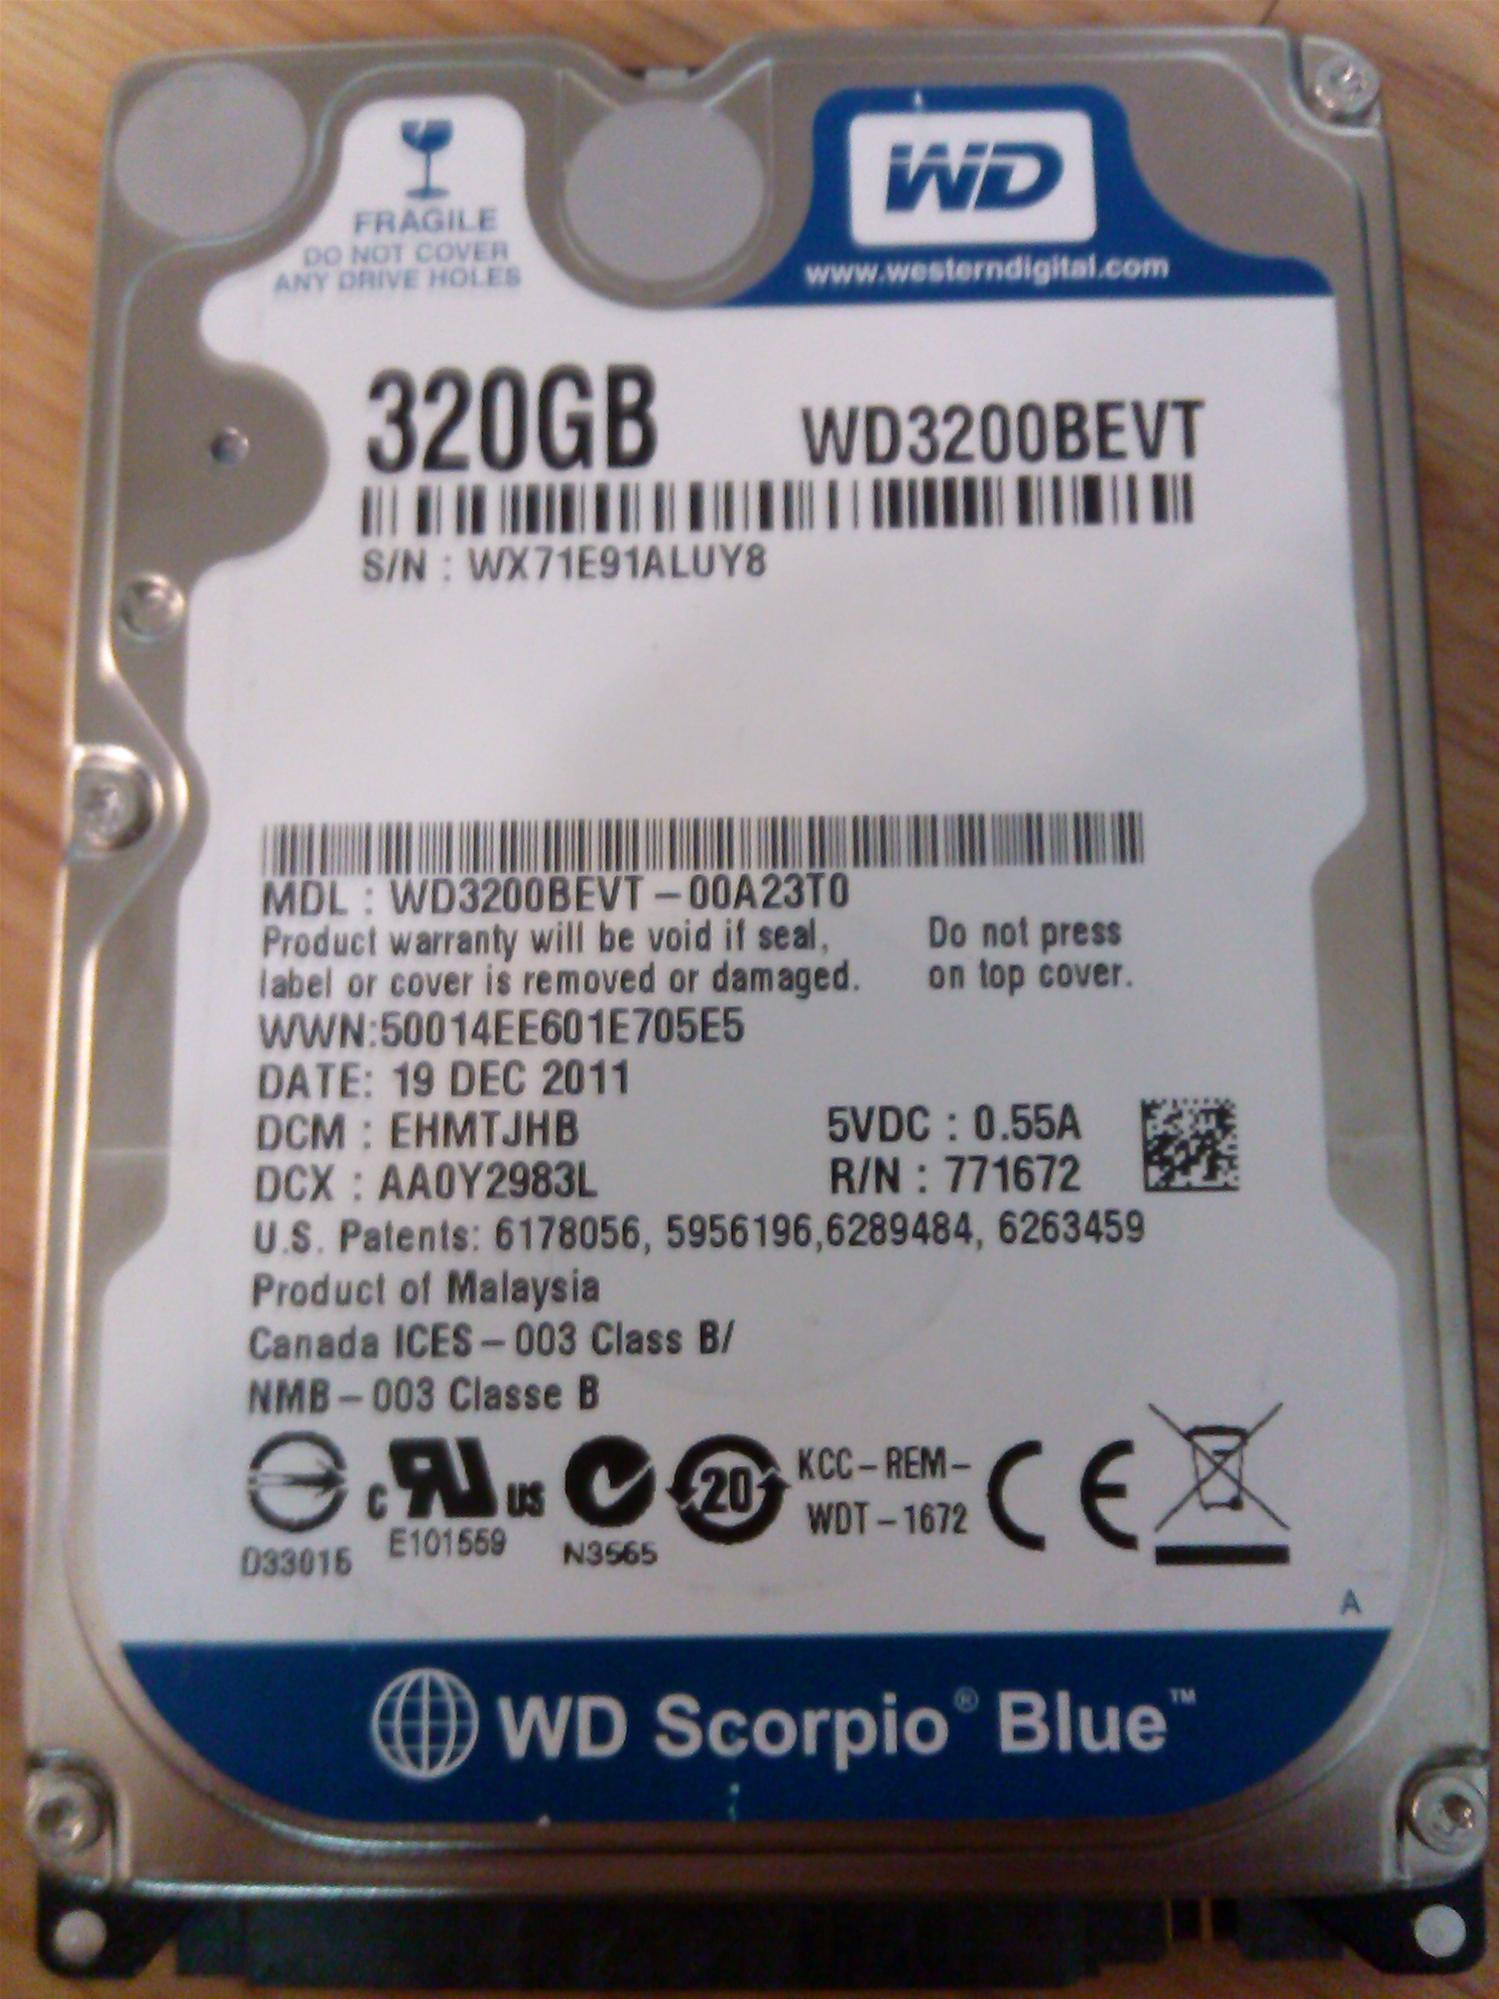 FRAGILE
DO NOT COVER
ANY DRIVE HOLES
WD
www.westerndigital.com
320GB WD3200BEVT
S/N : WX71E91ALUY8
MDL : WD3200BEVT – 00A23T0
Product warranty will be void if seal, Do not press
label or cover is removed or damaged. on top cover.
WWN:50014EE601E705E5
DATE: 19 DEC 2011
DCM : EHMTJHB 5VDC : 0.55A
DCX : AA0Y2983L R/N : 771672
U.S. Patents: 6178056, 5956196,6289484, 6263459
Product of Malaysia
Canada ICES – 003 Class B/
NMB – 003 Classe B
c RU US 20 KCC – REM –
WDT – 1672 CE
D33015 E101559 N3565
A
WD Scorpio® Blue™